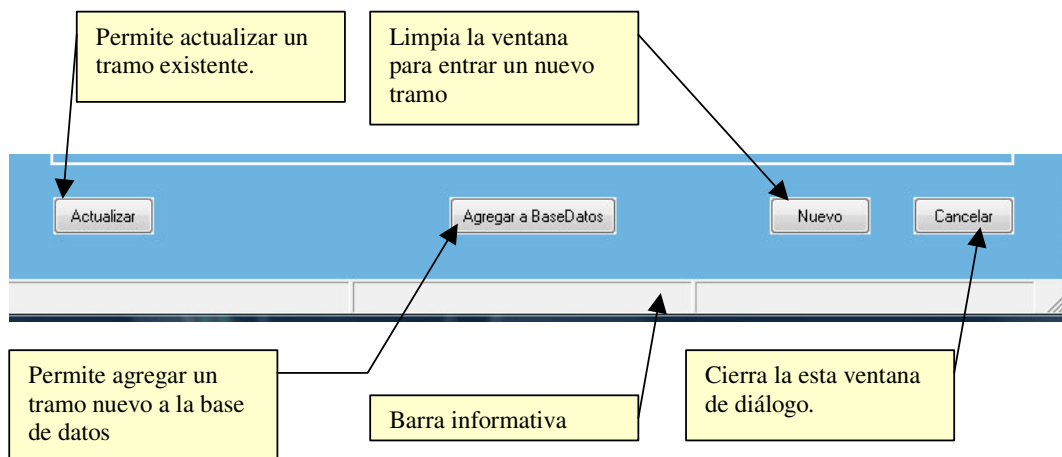 Permite actualizar un
tramo existente.
Limpia la ventana
para entrar un nuevo
tramo
Actualizar
Agregar a BaseDatos
Nuevo
Cancelar
Permite agregar un
tramo nuevo a la base
de datos
Barra informativa
Cierra la esta ventana
de diálogo.